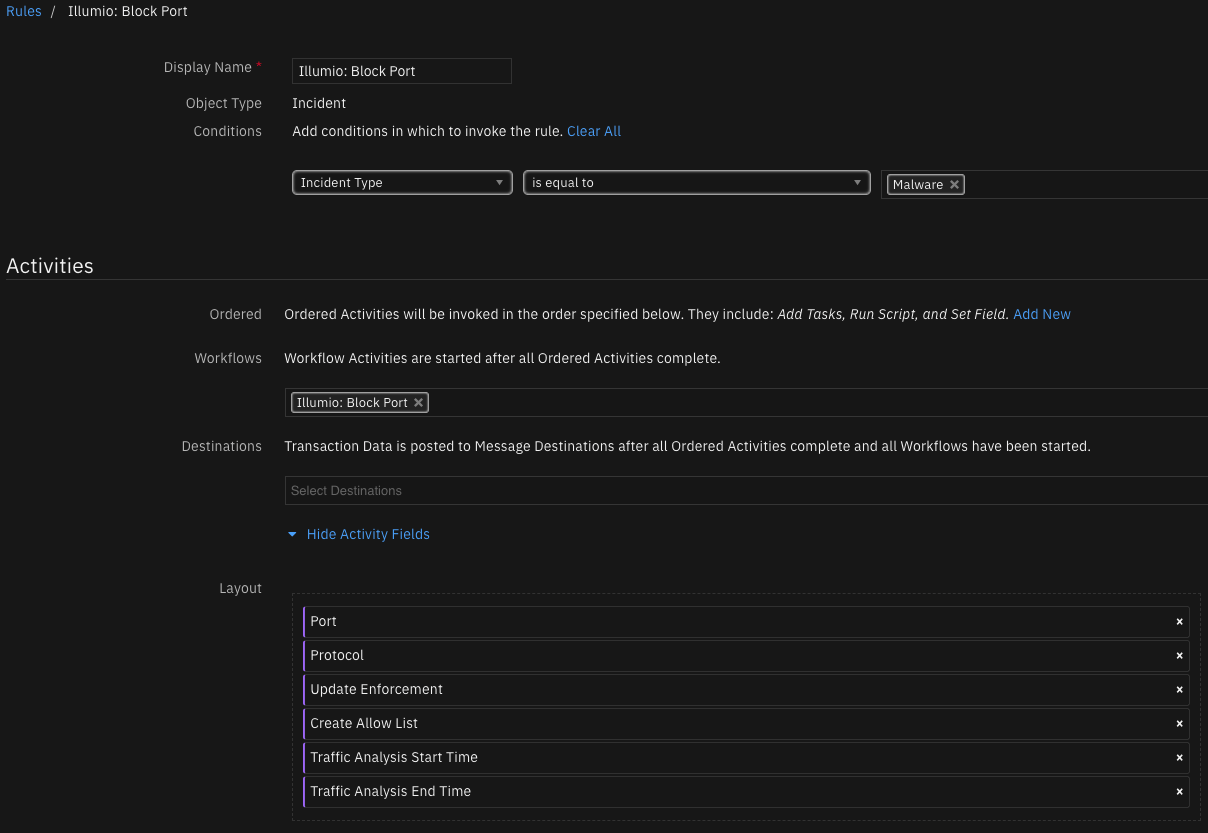 Rules / Illumio: Block Port
Display Name * Illumio: Block Port
Object Type Incident
Conditions Add conditions in which to invoke the rule. Clear All
Incident Type is equal to Malware ×
Activities
Ordered Ordered Activities will be invoked in the order specified below. They include: Add Tasks, Run Script, and Set Field. Add New
Workflows Workflow Activities are started after all Ordered Activities complete.
Illumio: Block Port ×
Destinations Transaction Data is posted to Message Destinations after all Ordered Activities complete and all Workflows have been started.
Select Destinations
Hide Activity Fields
Layout
Port ×
Protocol ×
Update Enforcement ×
Create Allow List ×
Traffic Analysis Start Time ×
Traffic Analysis End Time ×